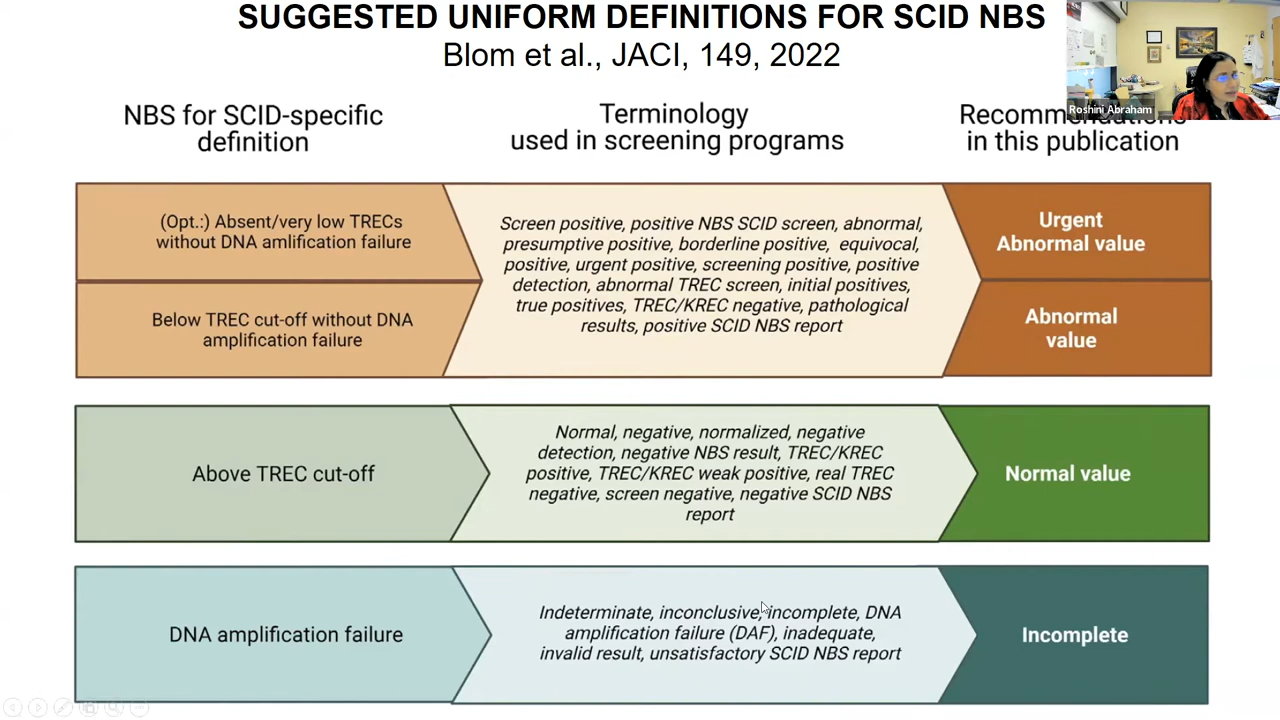 SUGGESTED UNIFORM DEFINITIONS FOR SCID NBS
Blom et al., JACI, 149, 2022
Roshini Abraham
NBS for SCID-specific
definition
Terminology
used in screening programs
Recommendations
in this publication
(Opt.:) Absent/very low TRECs
without DNA amlification failure
Below TREC cut-off without DNA
amplification failure
Screen positive, positive NBS SCID screen, abnormal,
presumptive positive, borderline positive, equivocal,
positive, urgent positive, screening positive, positive
detection, abnormal TREC screen, initial positives,
true positives, TREC/KREC negative, pathological
results, positive SCID NBS report
Urgent
Abnormal value
Abnormal
value
Above TREC cut-off
Normal, negative, normalized, negative
detection, negative NBS result, TREC/KREC
positive, TREC/KREC weak positive, real TREC
negative, screen negative, negative SCID NBS
report
Normal value
DNA amplification failure
Indeterminate, inconclusive, incomplete, DNA
amplification failure (DAF), inadequate,
invalid result, unsatisfactory SCID NBS report
Incomplete